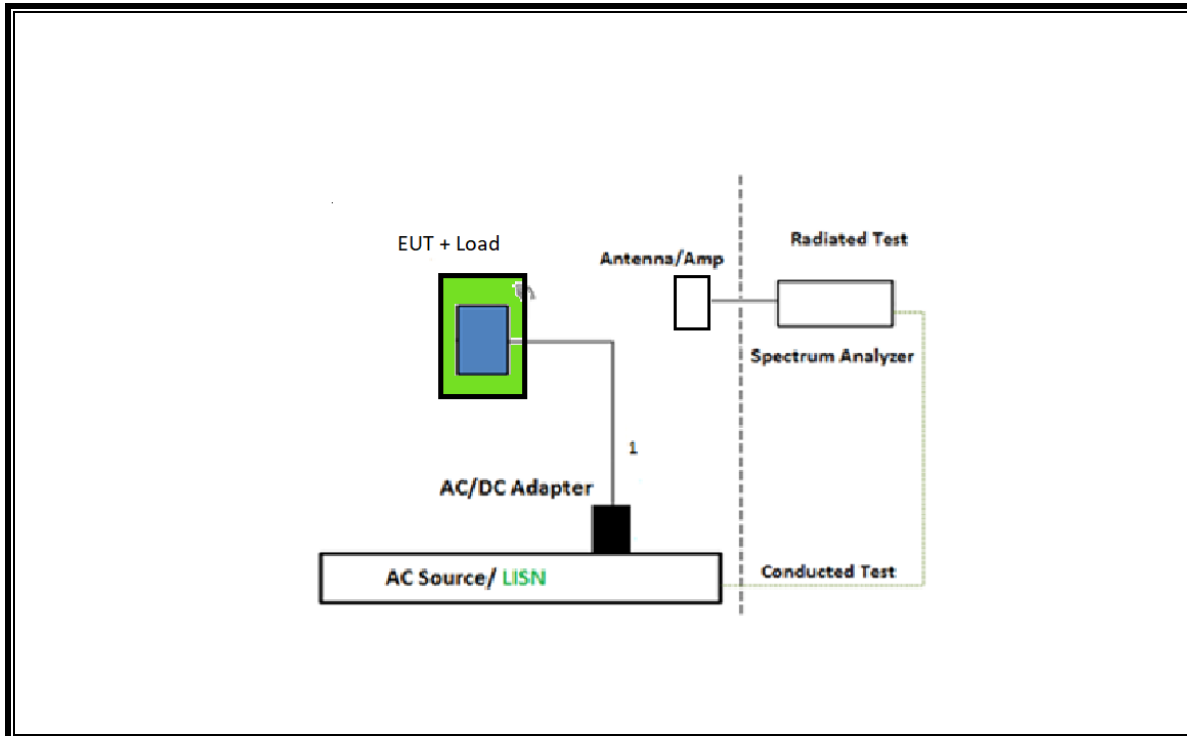 EUT + Load
Radiated Test
Antenna/Amp
Spectrum Analyzer
1
AC/DC Adapter
AC Source/ LISN
Conducted Test